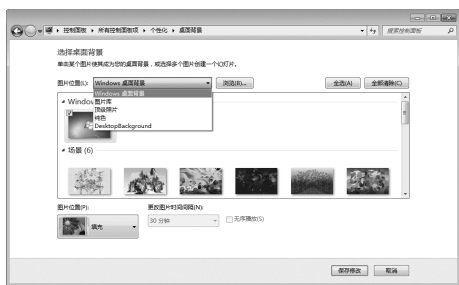 控制面板 ▸ 所有控制面板项 ▸ 个性化 ▸ 桌面背景
搜索控制面板
选择桌面背景
单击某个图片使其成为您的桌面背景，或选择多个图片创建一个幻灯片。
图片位置(L): Windows 桌面背景 浏览(B)... 全选(A) 全部清除(C)
Windows 桌面背景
图片库
顶级照片
纯色
DesktopBackground
Window
场景 (6)
图片位置(P): 更改图片时间间隔(N):
填充 30 分钟 无序播放(S)
保存修改 取消